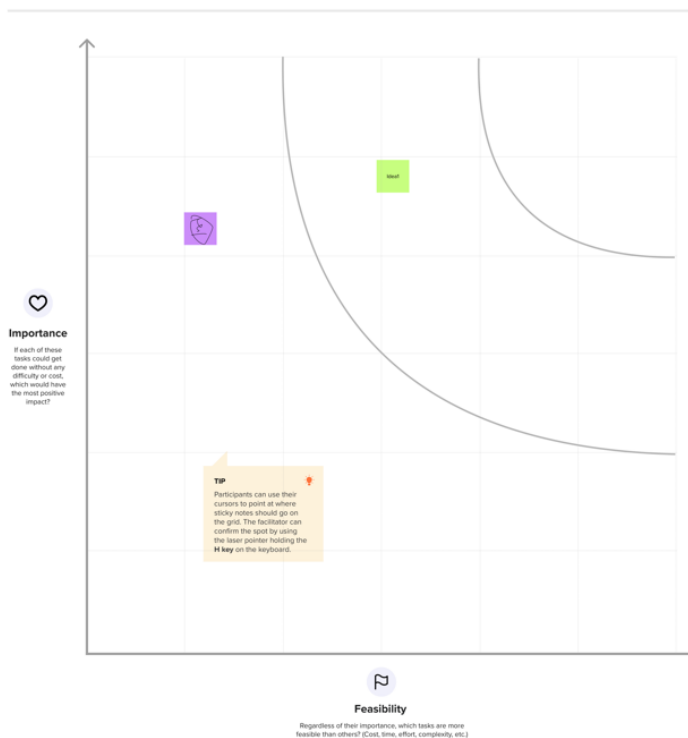 Idea1
Importance
If each of these
tasks could get
done without any
difficulty or cost,
which would have
the most positive
impact?
TIP
Participants can use their
cursors to point at where
sticky notes should go on
the grid. The facilitator can
confirm the spot by using
the laser pointer holding the
H key on the keyboard.
Feasibility
Regardless of their importance, which tasks are more
feasible than others? (Cost, time, effort, complexity, etc.)